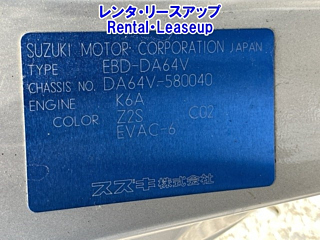 レンタ・リースアップ
Rental･Leaseup
SUZUKI MOTOR CORPORATION JAPAN
TYPE EBD-DA64V
CHASSIS NO. DA64V-580040
ENGINE K6A
COLOR Z2S C02
EVAC-6
スズキ株式会社